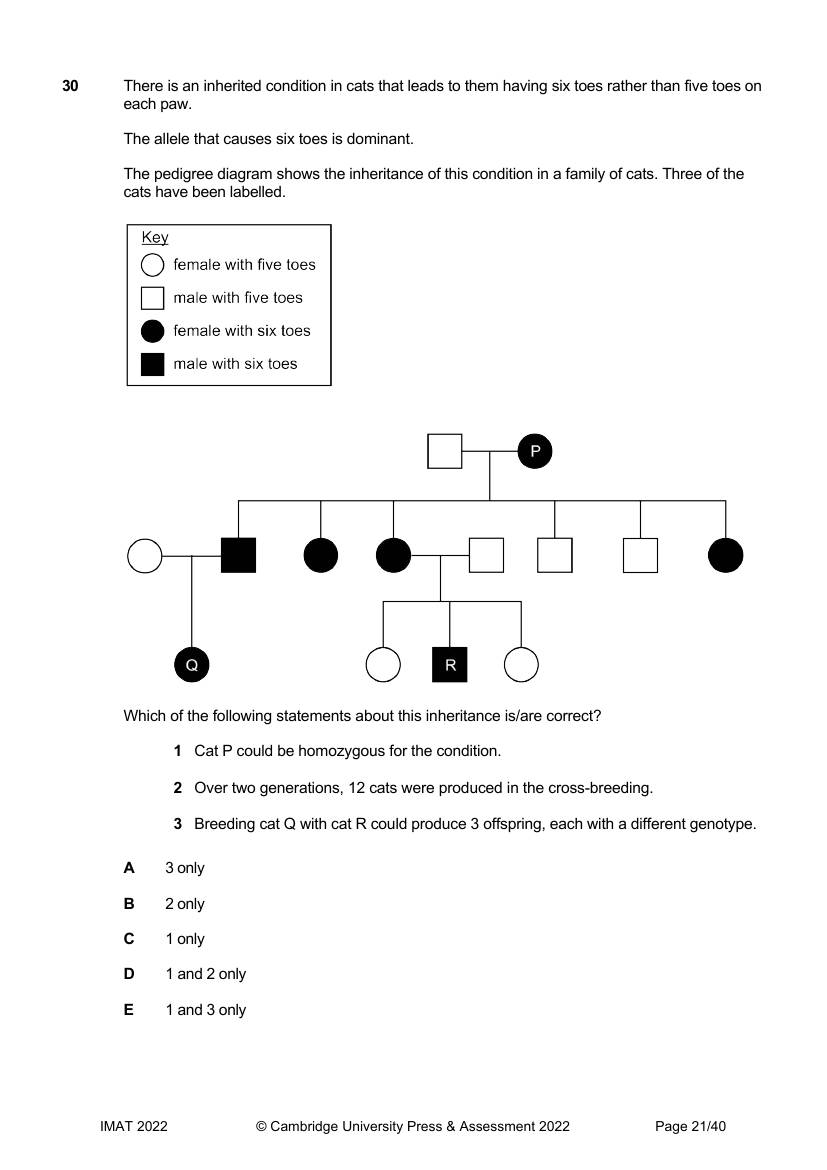 30 There is an inherited condition in cats that leads to them having six toes rather than five toes on
each paw.
The allele that causes six toes is dominant.
The pedigree diagram shows the inheritance of this condition in a family of cats. Three of the
cats have been labelled.
Key
female with five toes
male with five toes
female with six toes
male with six toes
P
Q
R
Which of the following statements about this inheritance is/are correct?
1 Cat P could be homozygous for the condition.
2 Over two generations, 12 cats were produced in the cross-breeding.
3 Breeding cat Q with cat R could produce 3 offspring, each with a different genotype.
A 3 only
B 2 only
C 1 only
D 1 and 2 only
E 1 and 3 only
IMAT 2022 © Cambridge University Press & Assessment 2022 Page 21/40